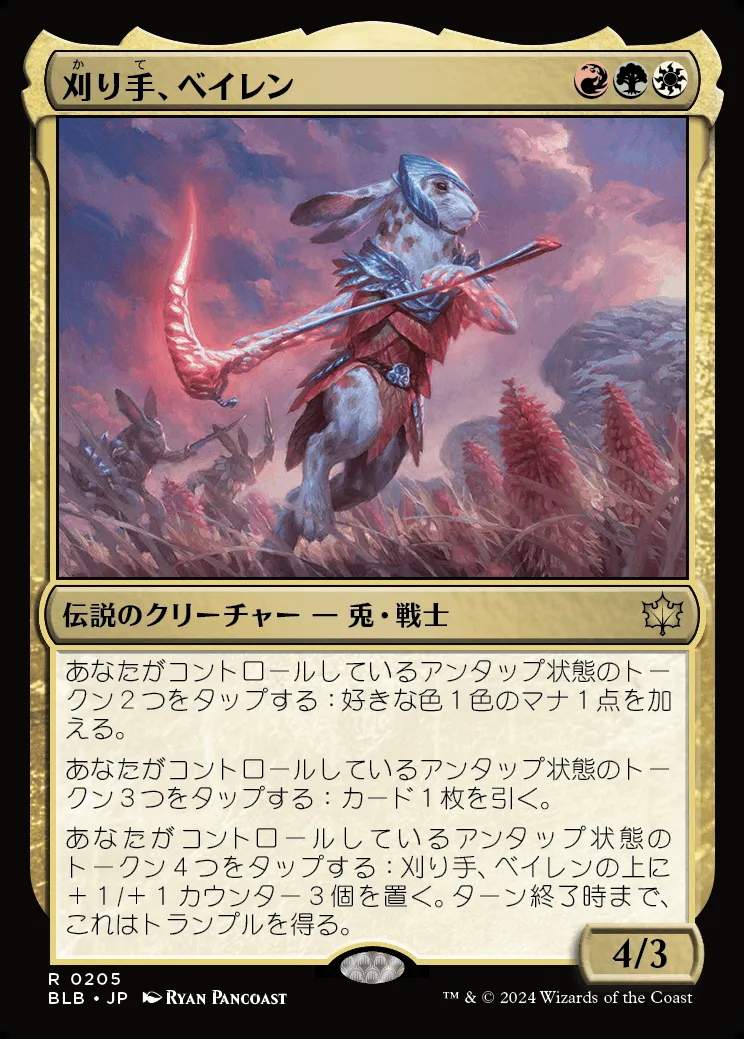 刈り手、ベイレン
伝説のクリーチャー — 兎・戦士
あなたがコントロールしているアンタップ状態のトー
クン2つをタップする：好きな色1色のマナ1点を加
える。
あなたがコントロールしているアンタップ状態のトー
クン3つをタップする：カード1枚を引く。
あなたがコントロールしているアンタップ状態の
トークン4つをタップする：刈り手、ベイレンの上に
＋1/＋1カウンター3個を置く。ターン終了時まで、
これはトランプルを得る。
4/3
R 0205
BLB • JP Ryan Pancoast
™ & © 2024 Wizards of the Coast